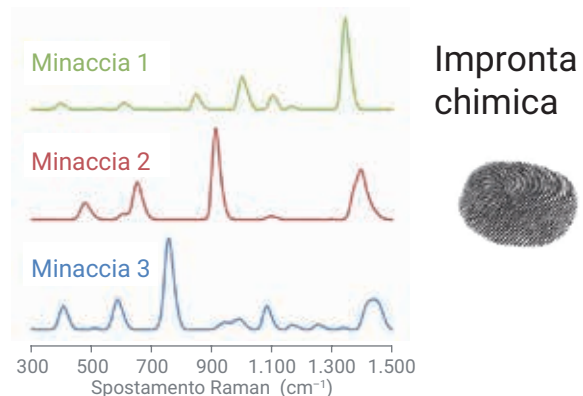 Minaccia 1
Minaccia 2
Minaccia 3
300 500 700 900 1.100 1.300 1.500
Spostamento Raman (cm⁻¹)
Impronta
chimica